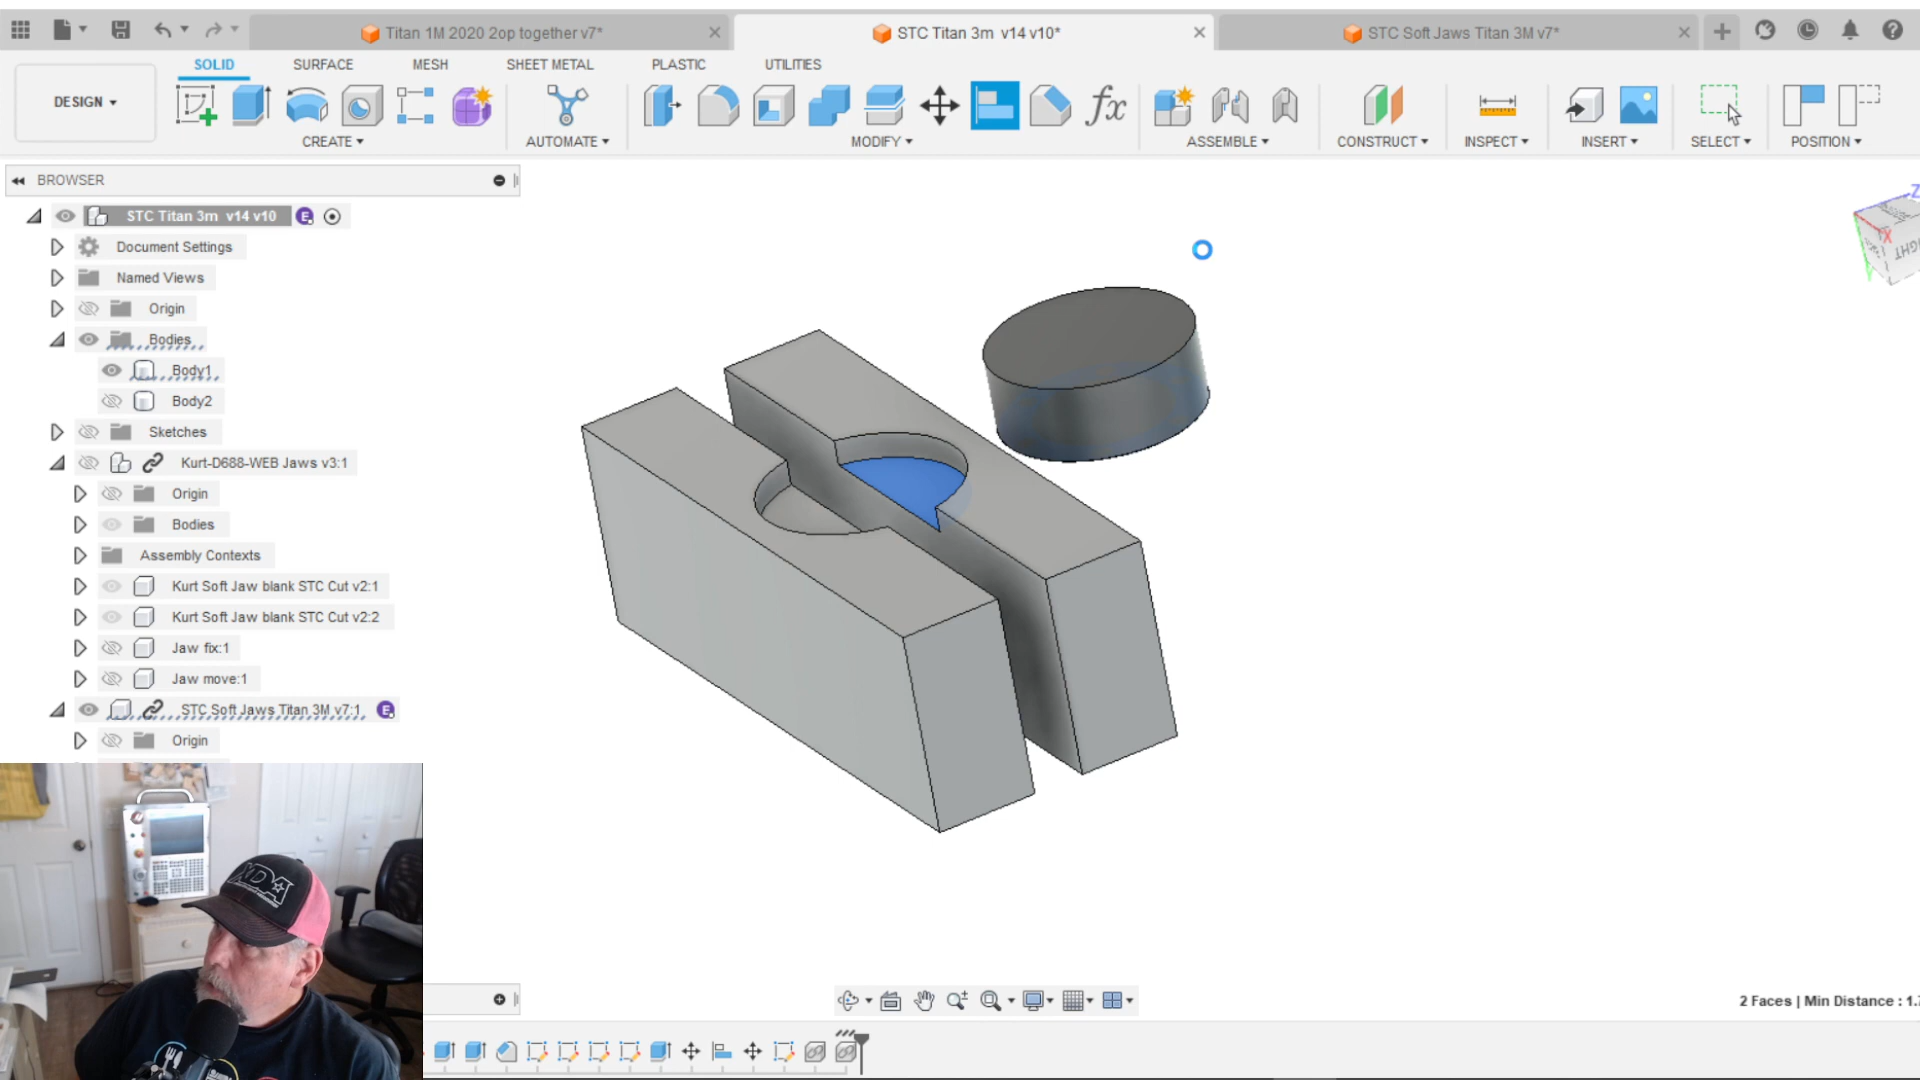 Titan 1M 2020 2op together v7*
STC Titan 3m v14 v10*
STC Soft Jaws Titan 3M v7*
DESIGN
SOLID
SURFACE
MESH
SHEET METAL
PLASTIC
UTILITIES
fx
CREATE
AUTOMATE
MODIFY
ASSEMBLE
CONSTRUCT
INSPECT
INSERT
SELECT
POSITION
BROWSER
STC Titan 3m v14 v10
E
Document Settings
Named Views
Origin
Bodies
Body1
Body2
Sketches
Kurt-D688-WEB Jaws v3:1
Origin
Bodies
Assembly Contexts
Kurt Soft Jaw blank STC Cut v2:1
Kurt Soft Jaw blank STC Cut v2:2
Jaw fix:1
Jaw move:1
STC Soft Jaws Titan 3M v7:1
E
Origin
Z
X
2 Faces | Min Distance : 1.